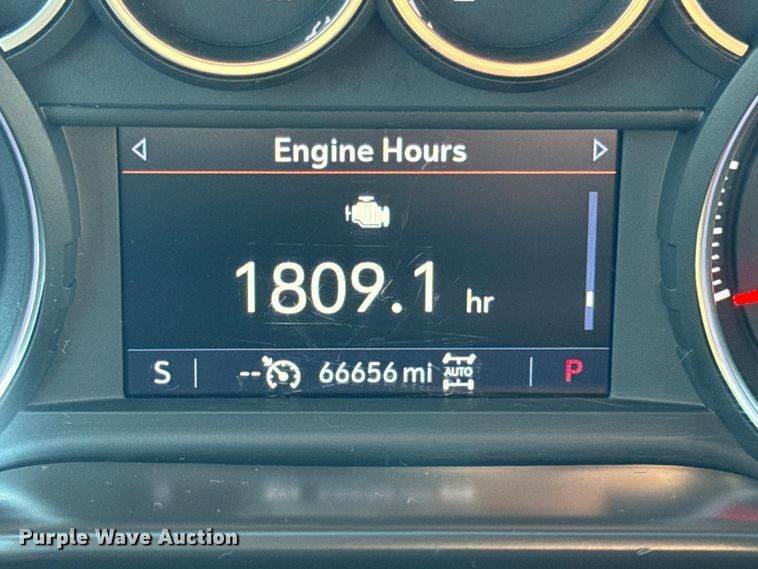 Engine Hours
1809.1 hr
S -- 66656 mi AUTO P
Purple Wave Auction®